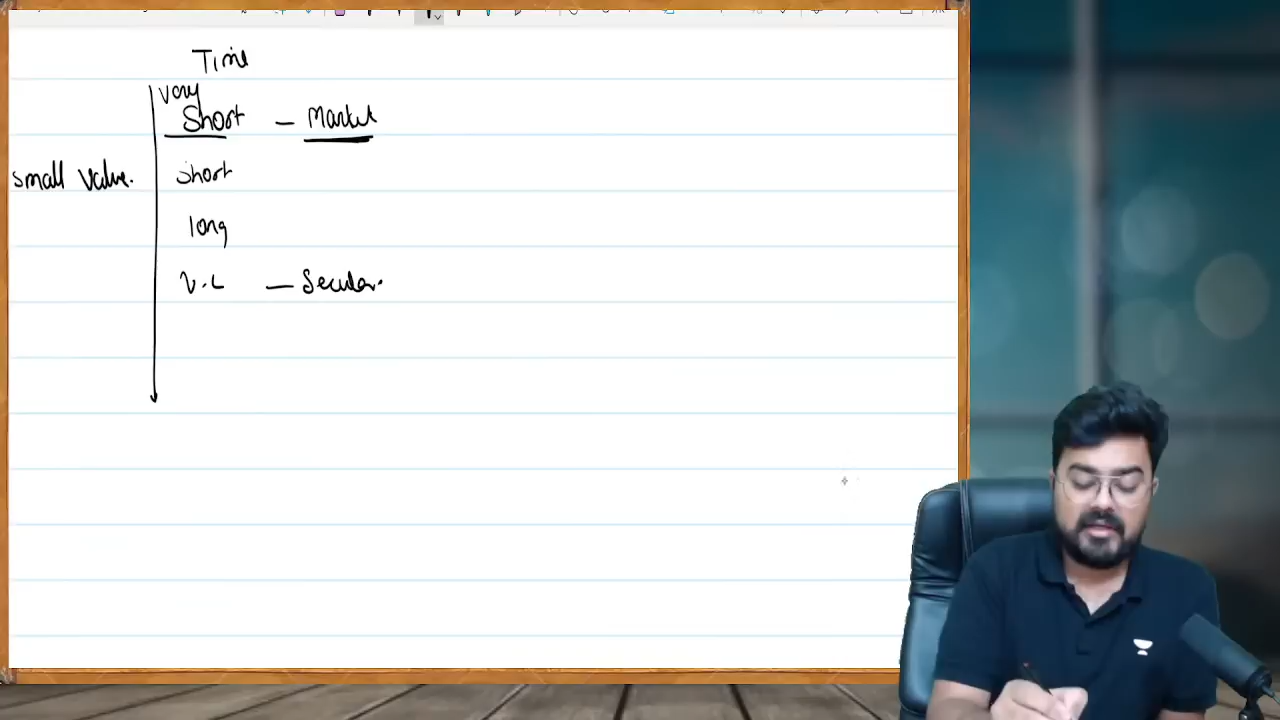 Time
Very
Short – Market
small value. short
long
V.L – Secular.